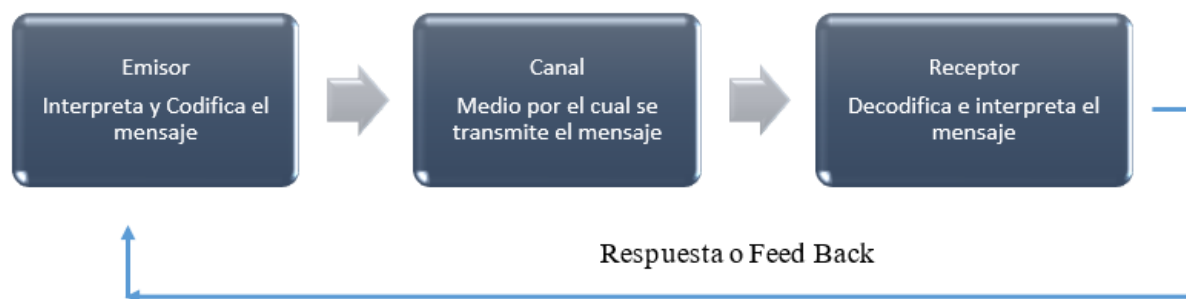 Emisor
Interpreta y Codifica el
mensaje
Canal
Medio por el cual se
transmite el mensaje
Receptor
Decodifica e interpreta el
mensaje
Respuesta o Feed Back